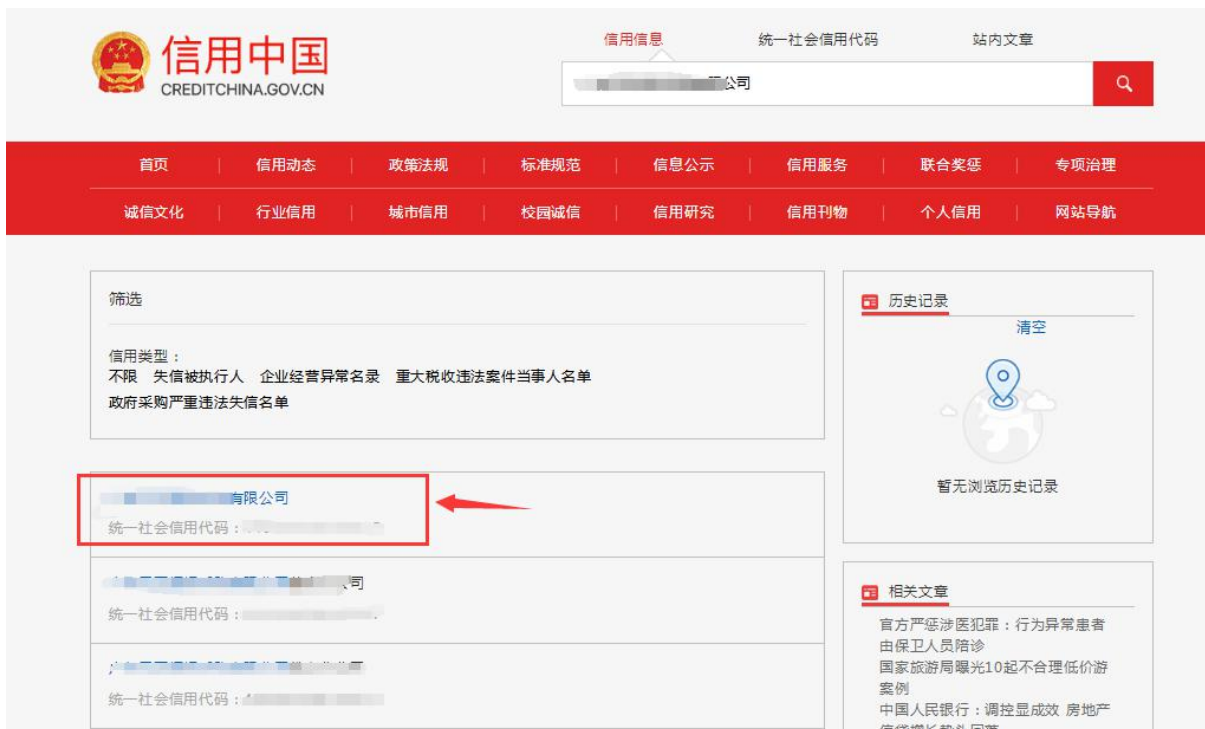 信用中国
CREDITCHINA.GOV.CN
信用信息 统一社会信用代码 站内文章
限公司
首页 信用动态 政策法规 标准规范 信息公示 信用服务 联合奖惩 专项治理
诚信文化 行业信用 城市信用 校园诚信 信用研究 信用刊物 个人信用 网站导航
筛选
信用类型：
不限 失信被执行人 企业经营异常名录 重大税收违法案件当事人名单
政府采购严重违法失信名单
有限公司
统一社会信用代码：
司
统一社会信用代码：
统一社会信用代码：
历史记录
清空
暂无浏览历史记录
相关文章
官方严惩涉医犯罪：行为异常患者
由保卫人员陪诊
国家旅游局曝光10起不合理低价游
案例
中国人民银行：调控显成效 房地产